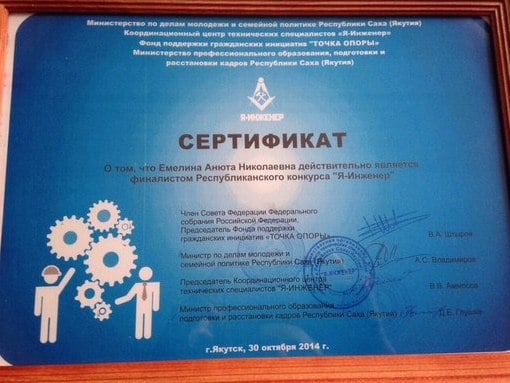 Министерство по делам молодежи и семейной политике Республики Саха (Якутия)
Координационный центр технических специалистов «Я-Инженер»
Фонд поддержки гражданских инициатив "ТОЧКА ОПОРЫ»
Министерство профессионального образования, подготовки и
расстановки кадров Республики Саха (Якутия)
Я-ИНЖЕНЕР
СЕРТИФИКАТ
О том, что Емелина Анюта Николаевна действительно является
финалистом Республиканского конкурса "Я-Инженер"
Член Совета Федерации Федерального
собрания Российской Федерации,
Председатель Фонда поддержки
гражданских инициатив «ТОЧКА ОПОРЫ»
В.А. Штыров
Министр по делам молодежи и
семейной политике Республики Саха (Якутия)
А.С. Владимиров
Председатель Координационного центра
технических специалистов "Я-ИНЖЕНЕР"
В.В. Аммосов
Министр профессионального образования,
подготовки и расстановки кадров Республики Саха (Якутия)
г.Якутск, 30 октября 2014 г.